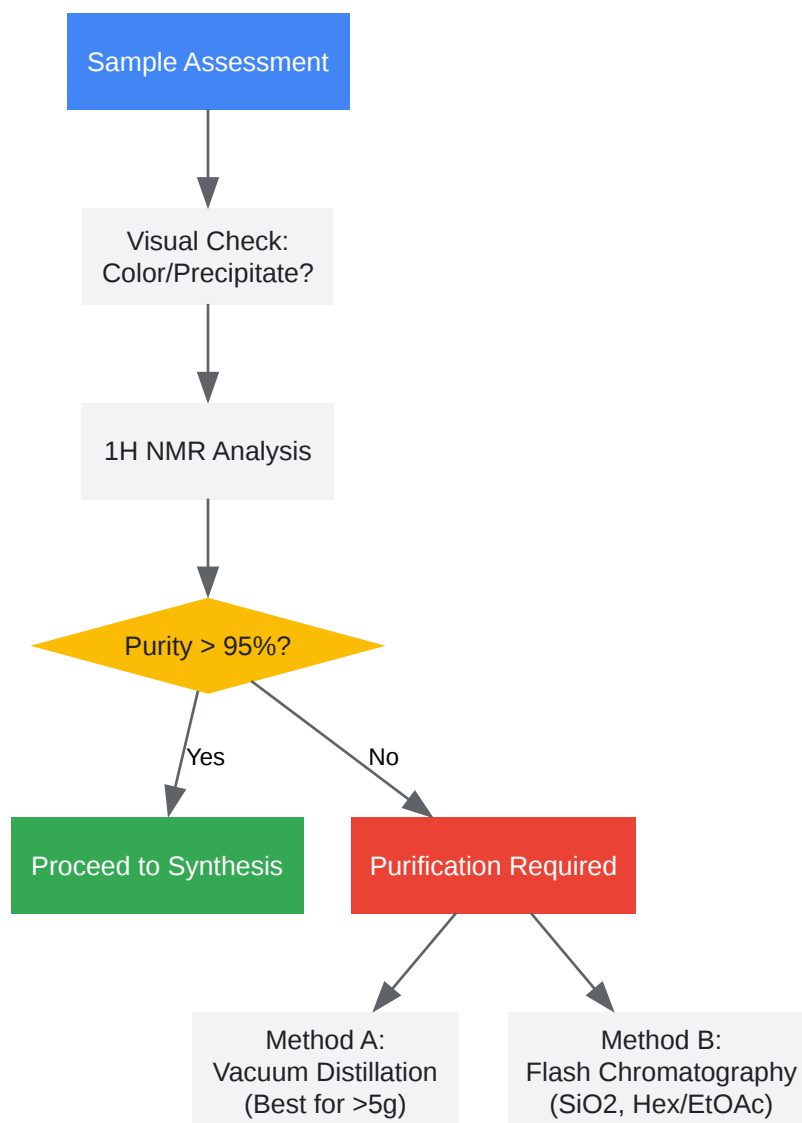 Sample Assessment
Visual Check:
Color/Precipitate?
1H NMR Analysis
Purity > 95%?
Yes
No
Proceed to Synthesis
Purification Required
Method A:
Vacuum Distillation
(Best for >5g)
Method B:
Flash Chromatography
(SiO2, Hex/EtOAc)